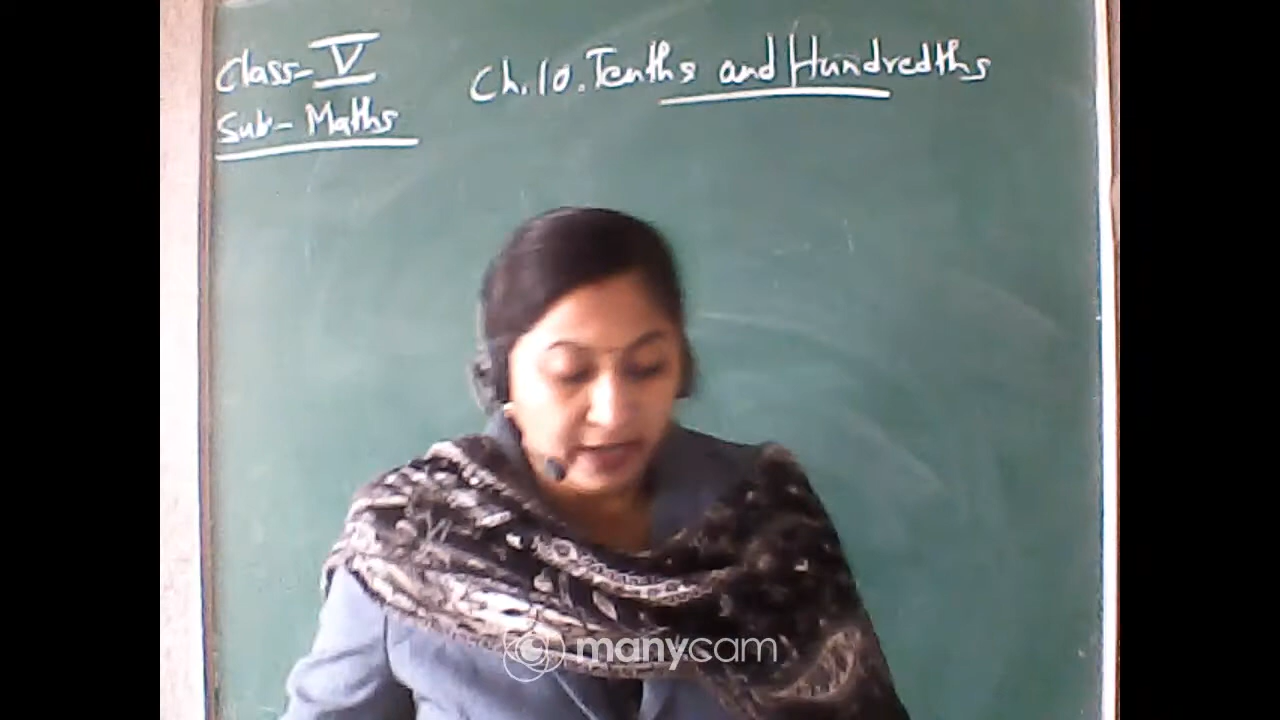 Class- V
Sub- Maths
Ch.10. Tenths and Hundredths
manycam